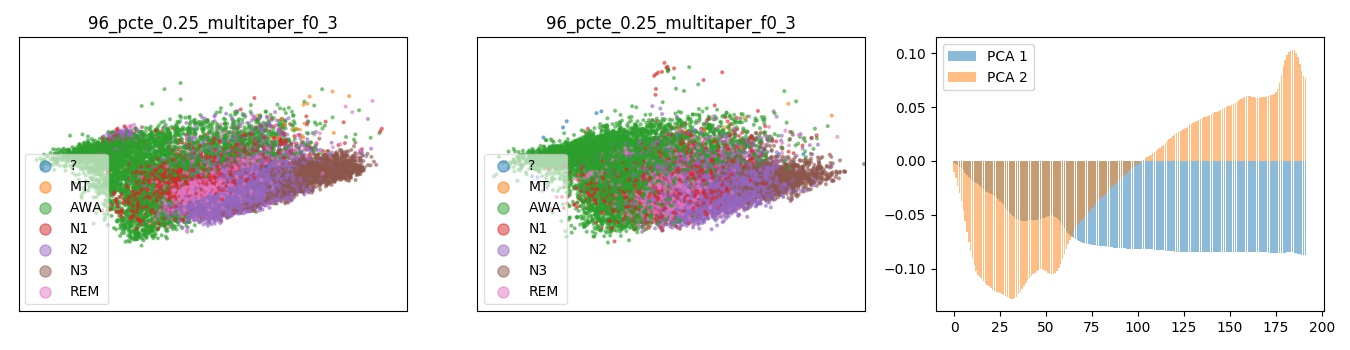 96_pcte_0.25_multitaper_f0_3
?
MT
AWA
N1
N2
N3
REM
96_pcte_0.25_multitaper_f0_3
?
MT
AWA
N1
N2
N3
REM
PCA 1
PCA 2
0.10
0.05
0.00
−0.05
−0.10
0 25 50 75 100 125 150 175 200